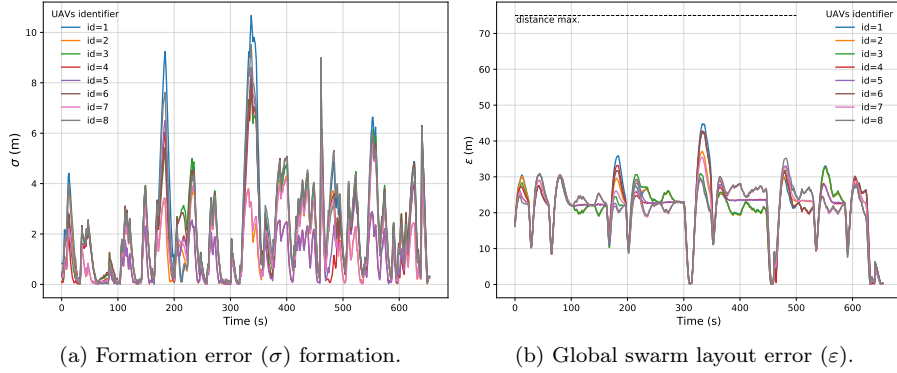 UAVs identifier
id=1
id=2
id=3
id=4
id=5
id=6
id=7
id=8
10
8
6
4
2
0
σ (m)
0 100 200 300 400 500 600
Time (s)
(a) Formation error (σ) formation.
distance max.
UAVs identifier
id=1
id=2
id=3
id=4
id=5
id=6
id=7
id=8
70
60
50
40
30
20
10
0
ε (m)
0 100 200 300 400 500 600
Time (s)
(b) Global swarm layout error (ε).